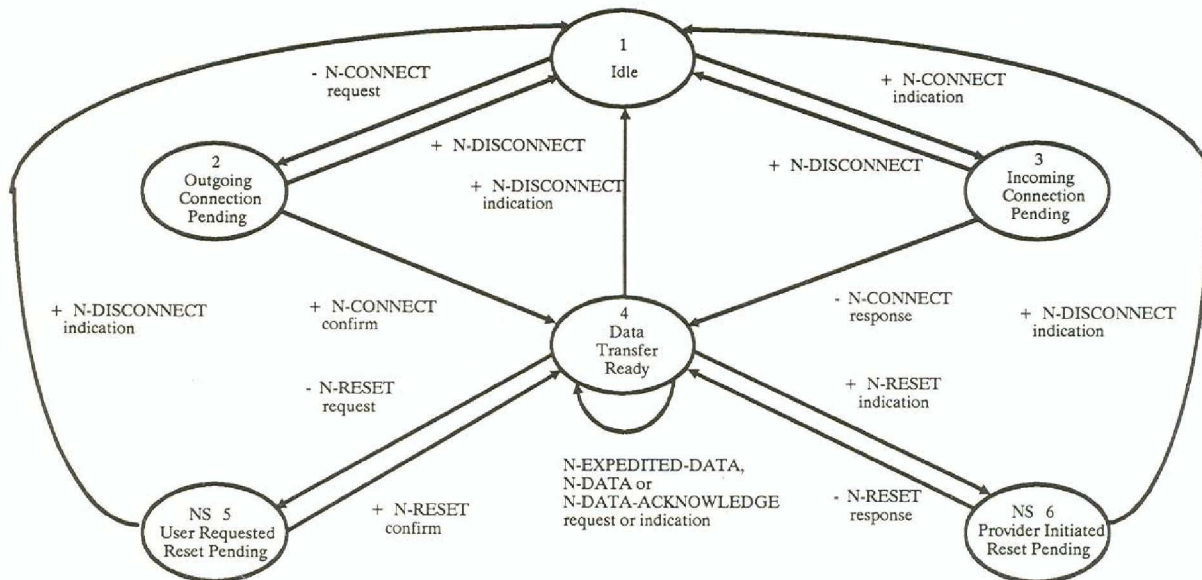 1
Idle
- N-CONNECT
request
+ N-CONNECT
indication
2
Outgoing
Connection
Pending
+ N-DISCONNECT
+ N-DISCONNECT
indication
+ N-DISCONNECT
3
Incoming
Connection
Pending
+ N-DISCONNECT
indication
+ N-CONNECT
confirm
4
Data
Transfer
Ready
- N-CONNECT
response
+ N-DISCONNECT
indication
- N-RESET
request
+ N-RESET
indication
N-EXPEDITED-DATA,
N-DATA or
N-DATA-ACKNOWLEDGE
request or indication
NS 5
User Requested
Reset Pending
+ N-RESET
confirm
- N-RESET
response
NS 6
Provider Initiated
Reset Pending